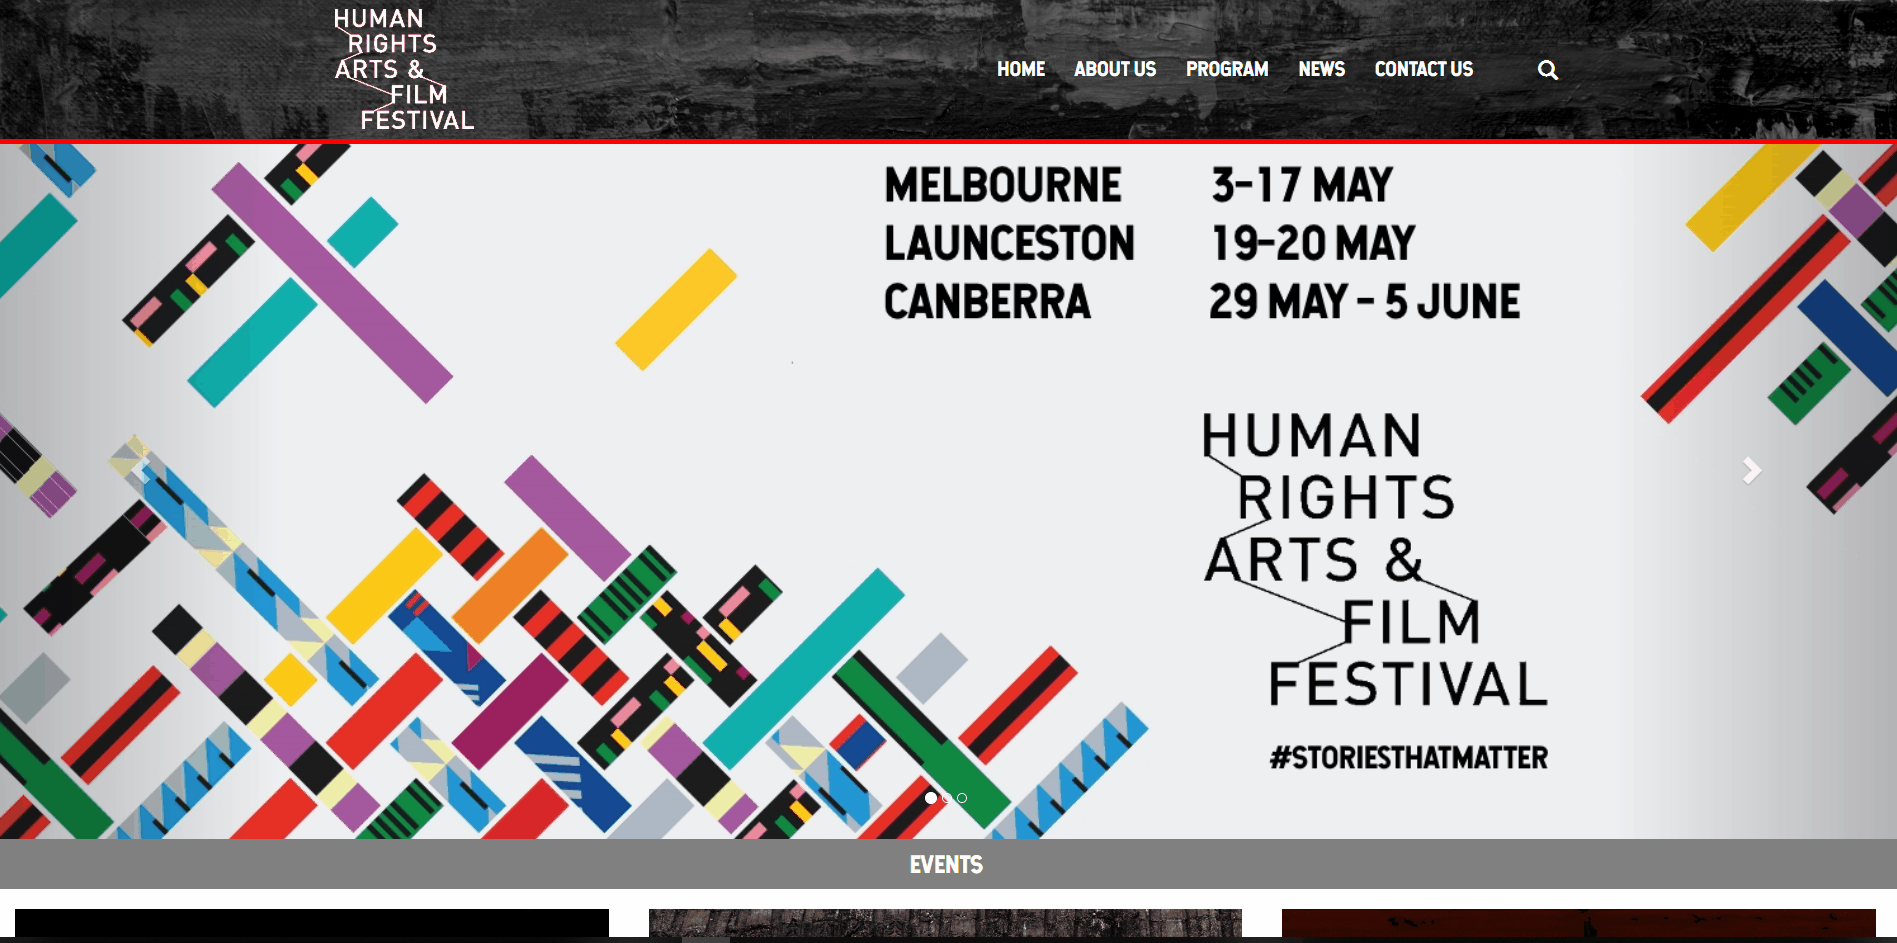 HUMAN
RIGHTS
ARTS &
FILM
FESTIVAL
HOME ABOUT US PROGRAM NEWS CONTACT US
MELBOURNE 3-17 MAY
LAUNCESTON 19-20 MAY
CANBERRA 29 MAY - 5 JUNE
HUMAN
RIGHTS
ARTS &
FILM
FESTIVAL
#STORIESTHATMATTER
EVENTS